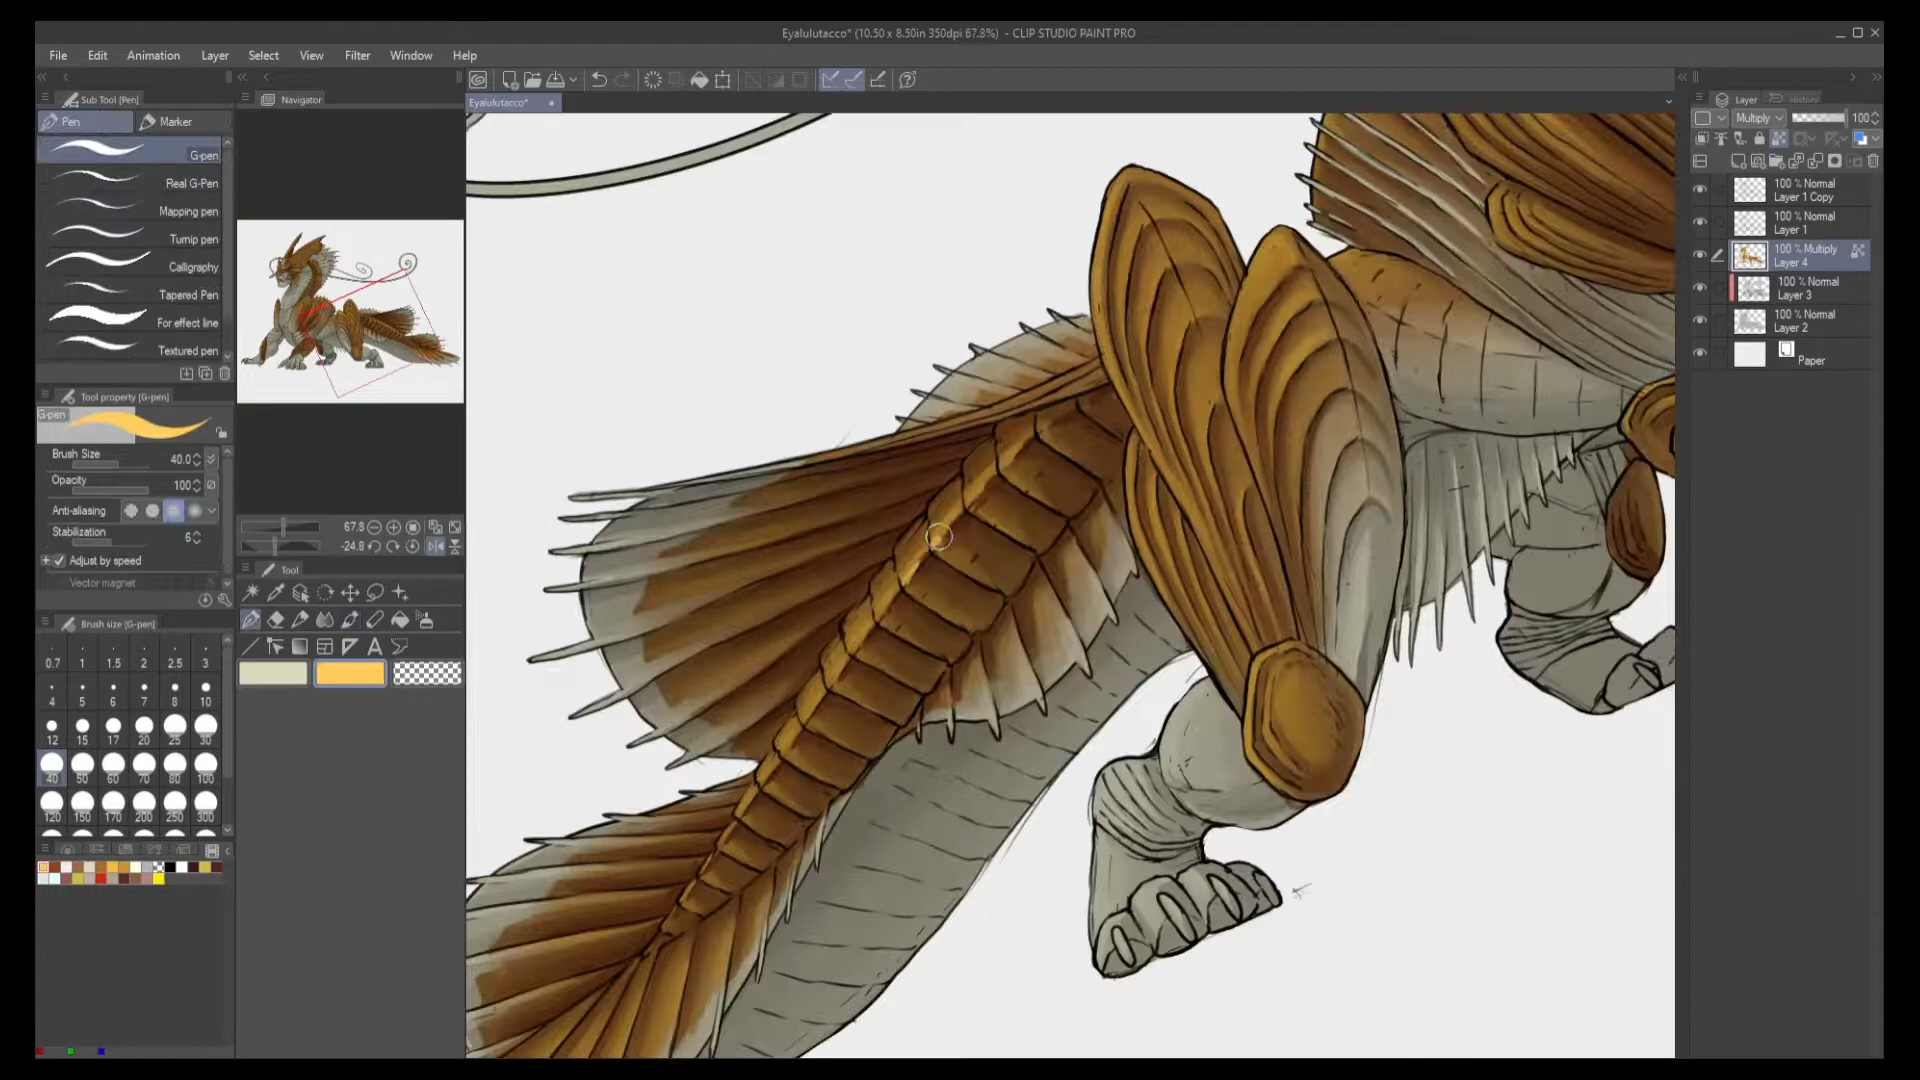 Eyalulutacco* (10.50 x 8.50in 350dpi 67.8%) - CLIP STUDIO PAINT PRO
File Edit Animation Layer Select View Filter Window Help
Sub Tool [Pen]
Navigator
Eyalulutacco*
Layer History
Pen Marker
Multiply 100
G-pen
Real G-Pen
Mapping pen
Turnip pen
Calligraphy
Tapered Pen
For effect line
Textured pen
100 % Normal
Layer 1 Copy
100 % Normal
Layer 1
100 % Multiply
Layer 4
100 % Normal
Layer 3
100 % Normal
Layer 2
Paper
Tool property [G-pen]
G-pen
Brush Size 40.0
Opacity 100
Anti-aliasing
Stabilization 6
Adjust by speed
Vector magnet
67.8
-24.8
Tool
Brush size [G-pen]
0.7 1 1.5 2 2.5 3
4 5 6 7 8 10
12 15 17 20 25 30
40 50 60 70 80 100
120 150 170 200 250 300